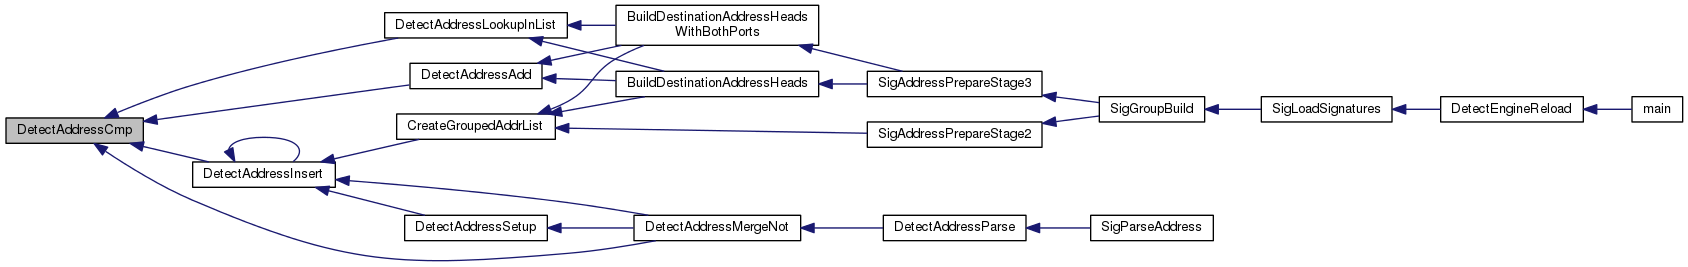 DetectAddressCmp
DetectAddressLookupInList
DetectAddressAdd
CreateGroupedAddrList
DetectAddressInsert
DetectAddressSetup
BuildDestinationAddressHeads
WithBothPorts
BuildDestinationAddressHeads
DetectAddressMergeNot
SigAddressPrepareStage3
SigAddressPrepareStage2
DetectAddressParse
SigGroupBuild
SigParseAddress
SigLoadSignatures
DetectEngineReload
main